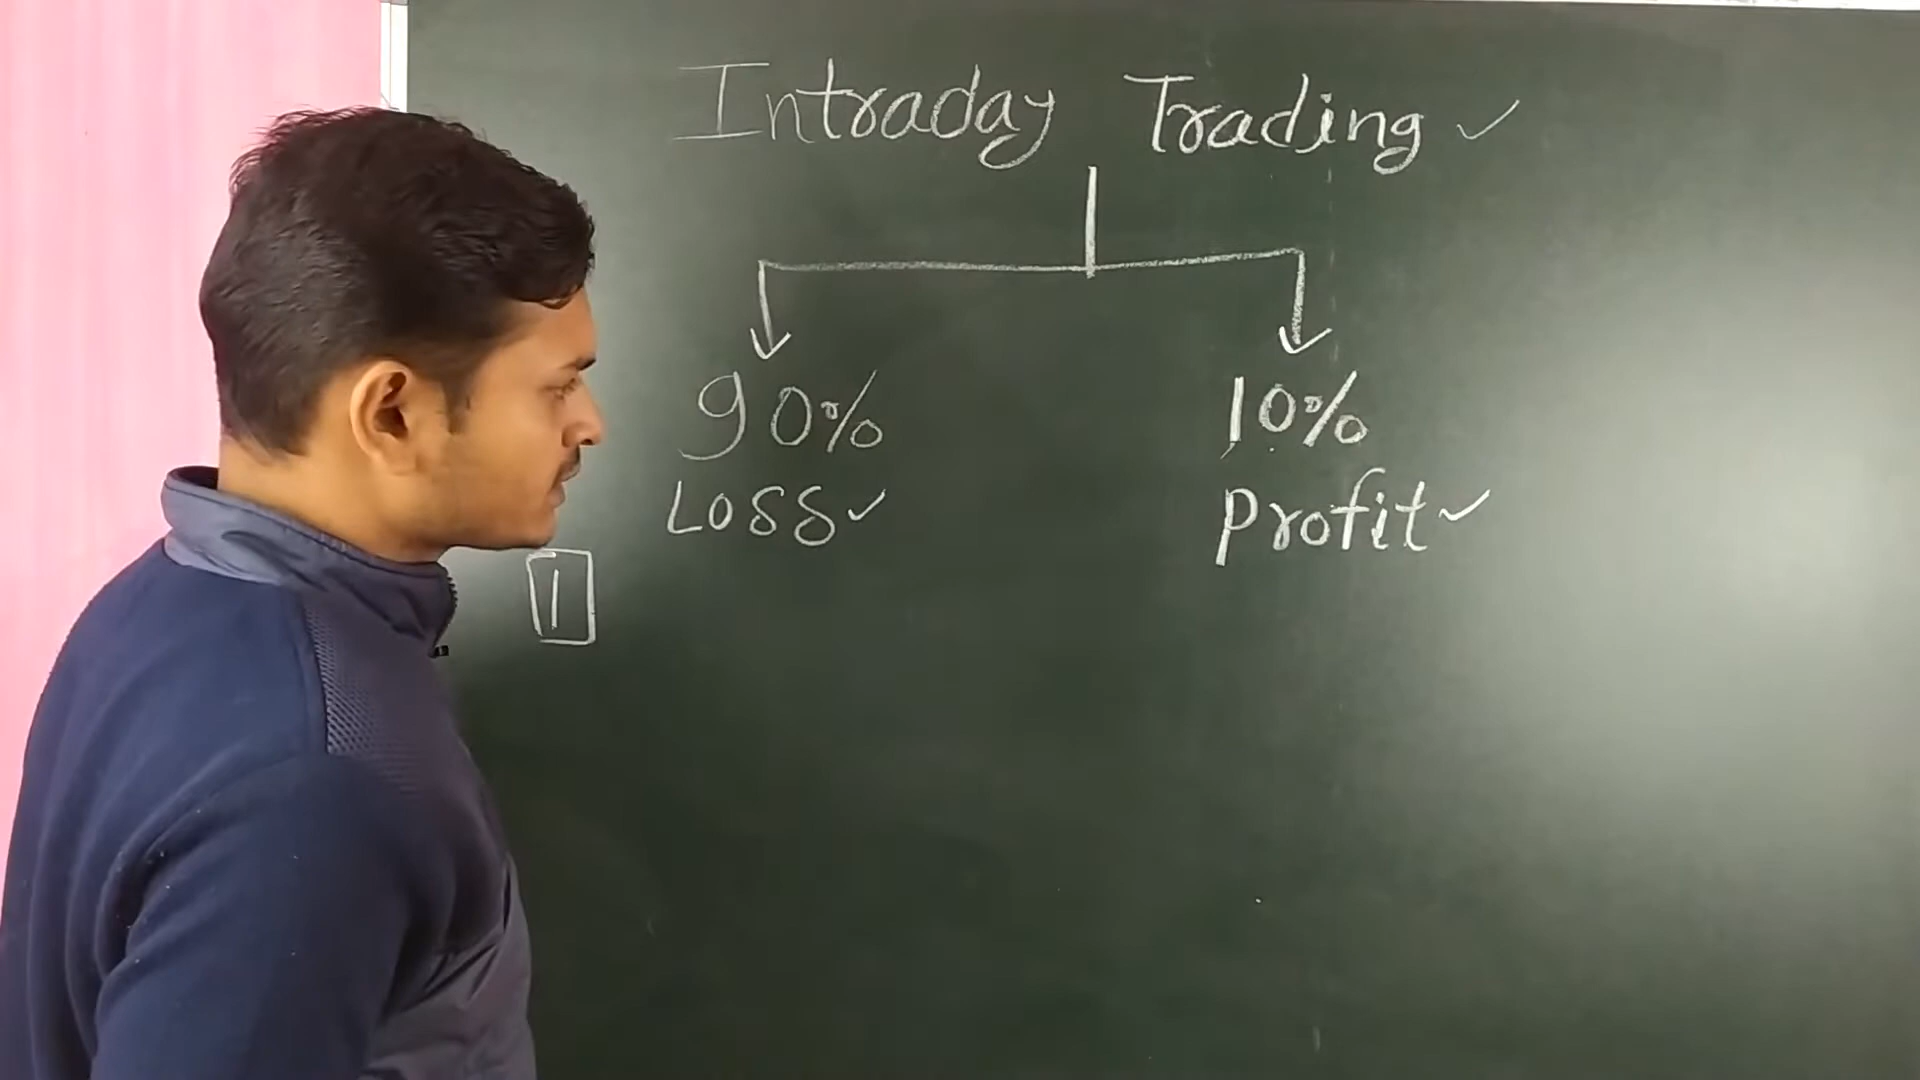 Intraday Trading ✓
90% 10%
Loss ✓ Profit ✓
1